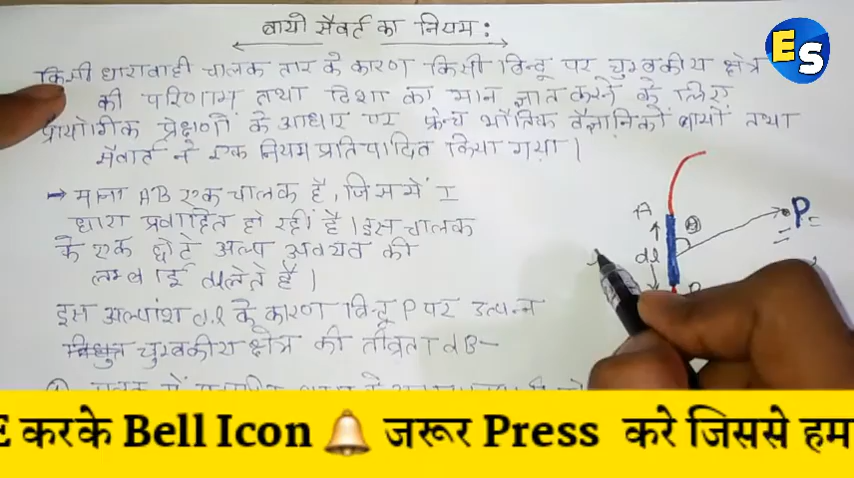 बायो सैवर्ट का नियम :
ES
किसी धारावाही चालक तार के कारण किसी बिन्दू पर चुम्बकीय क्षेत्र
की परिणाम तथा दिशा का मान ज्ञात करने के लिए
प्रायोगीक प्रेक्षणों के आधार पर फ्रेन्च भौतिक वैज्ञानिकों बायो तथा
सैवार्ट ने एक नियम प्रतिपादित किया गया।
→ माना AB एक चालक है, जिसमें I
धारा प्रवाहित हो रही है। इस चालक
के एक छोटे अल्प अवयव की
लम्बाई dl लेते है।
इस अल्पांश dl के कारण बिन्दू P पर उत्पन्न
चुम्बकीय क्षेत्र की तीव्रता dB-
A
θ
P
dl
E करके Bell Icon 🔔 जरूर Press करे जिससे हम